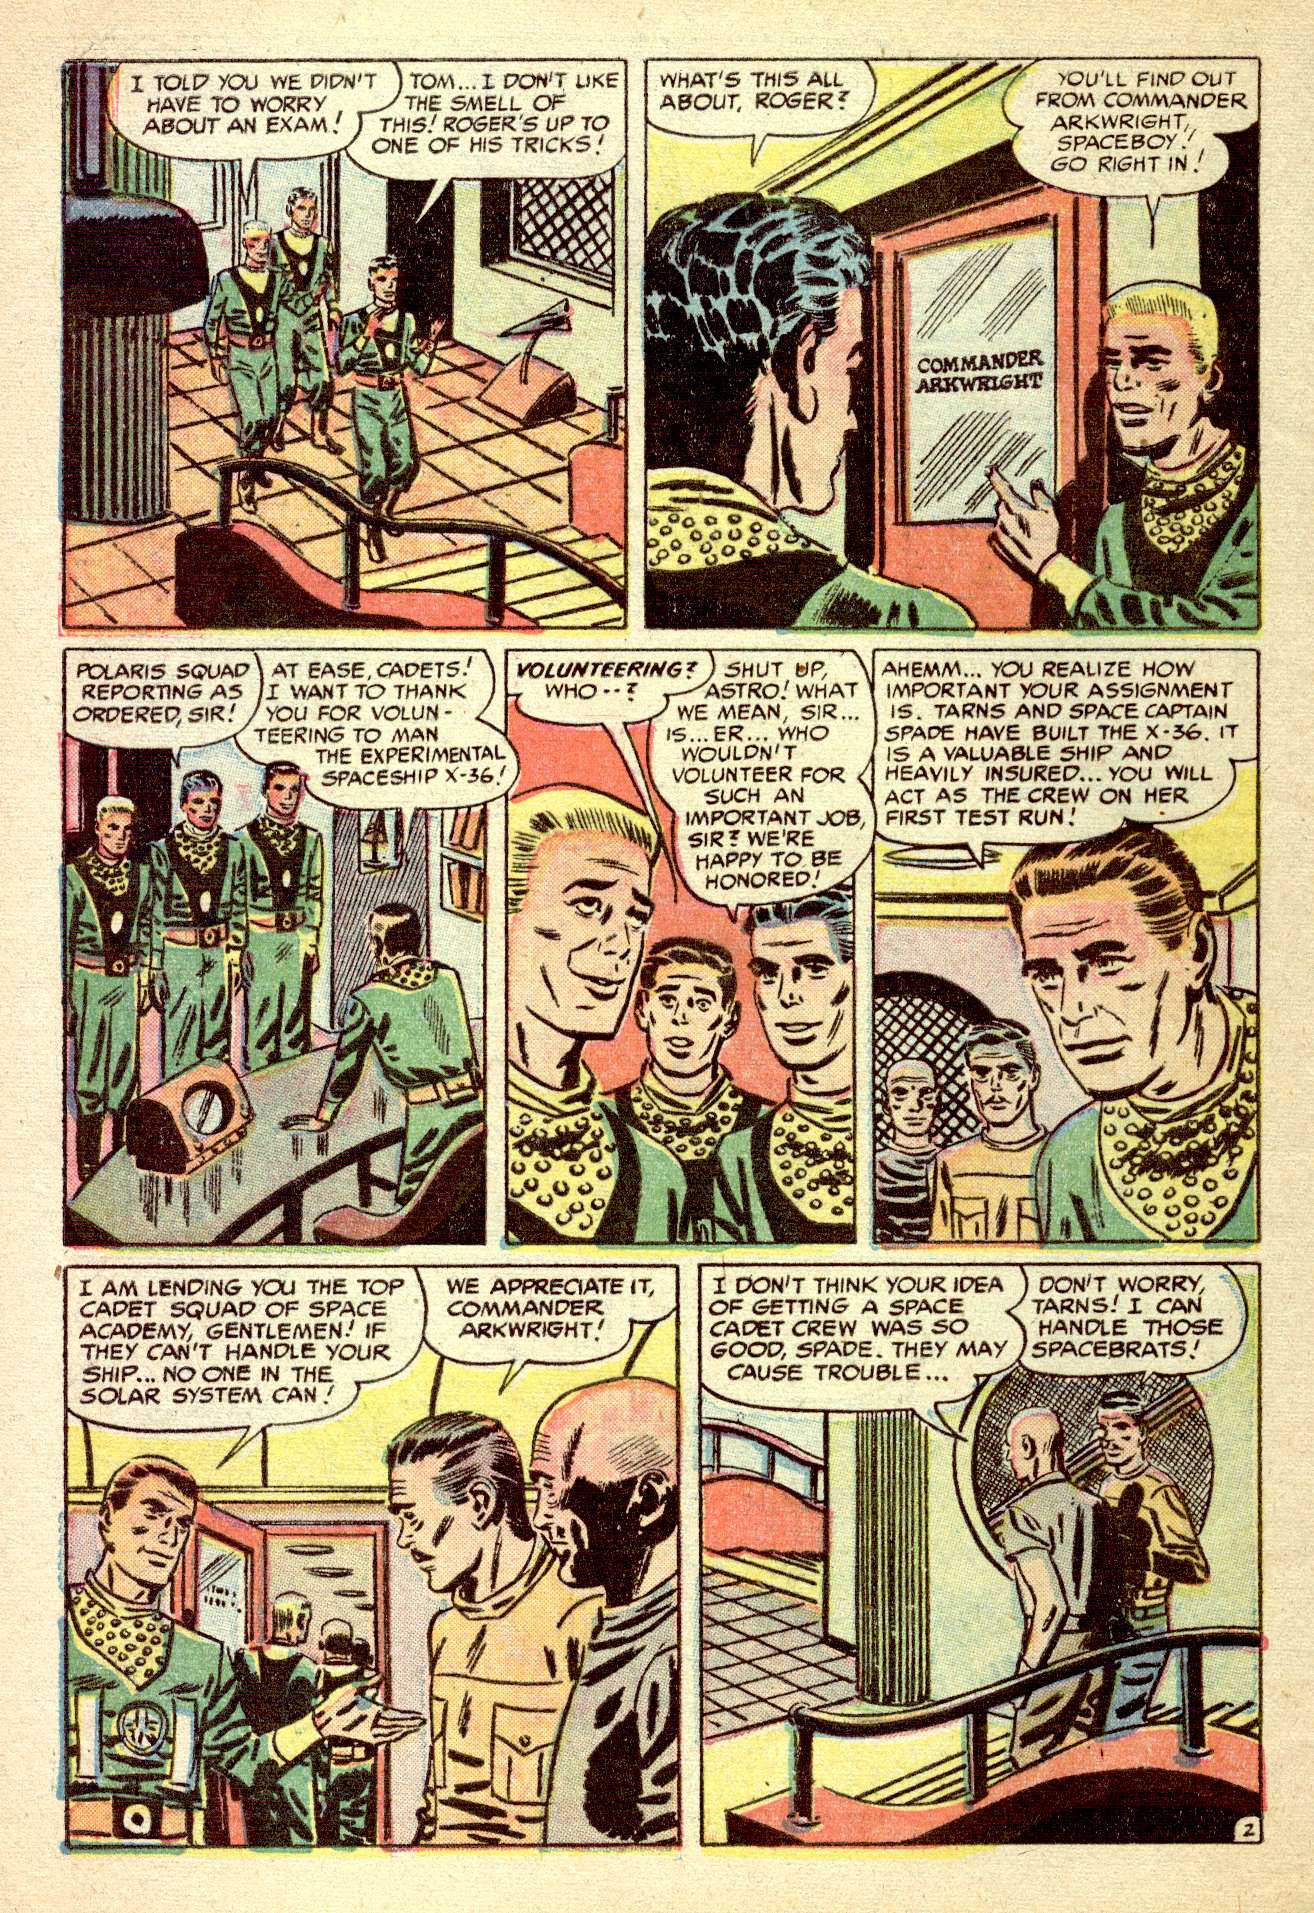 I TOLD YOU WE DIDN'T
HAVE TO WORRY
ABOUT AN EXAM!
TOM... I DON'T LIKE
THE SMELL OF
THIS! ROGER'S UP TO
ONE OF HIS TRICKS!
WHAT'S THIS ALL
ABOUT, ROGER?
YOU'LL FIND OUT
FROM COMMANDER
ARKWRIGHT,
SPACEBOY!
GO RIGHT IN!
COMMANDER
ARKWRIGHT
POLARIS SQUAD
REPORTING AS
ORDERED, SIR!
AT EASE, CADETS!
I WANT TO THANK
YOU FOR VOLUN-
TEERING TO MAN
THE EXPERIMENTAL
SPACESHIP X-36!
VOLUNTEERING?
WHO--?
SHUT UP,
ASTRO! WHAT
WE MEAN, SIR...
IS... ER... WHO
WOULDN'T
VOLUNTEER FOR
SUCH AN
IMPORTANT JOB,
SIR? WE'RE
HAPPY TO BE
HONORED!
AHEMM... YOU REALIZE HOW
IMPORTANT YOUR ASSIGNMENT
IS. TARNS AND SPACE CAPTAIN
SPADE HAVE BUILT THE X-36. IT
IS A VALUABLE SHIP AND
HEAVILY INSURED... YOU WILL
ACT AS THE CREW ON HER
FIRST TEST RUN!
I AM LENDING YOU THE TOP
CADET SQUAD OF SPACE
ACADEMY, GENTLEMEN! IF
THEY CAN'T HANDLE YOUR
SHIP... NO ONE IN THE
SOLAR SYSTEM CAN!
WE APPRECIATE IT,
COMMANDER
ARKWRIGHT!
I DON'T THINK YOUR IDEA
OF GETTING A SPACE
CADET CREW WAS SO
GOOD, SPADE. THEY MAY
CAUSE TROUBLE...
DON'T WORRY,
TARNS! I CAN
HANDLE THOSE
SPACEBRATS!
2